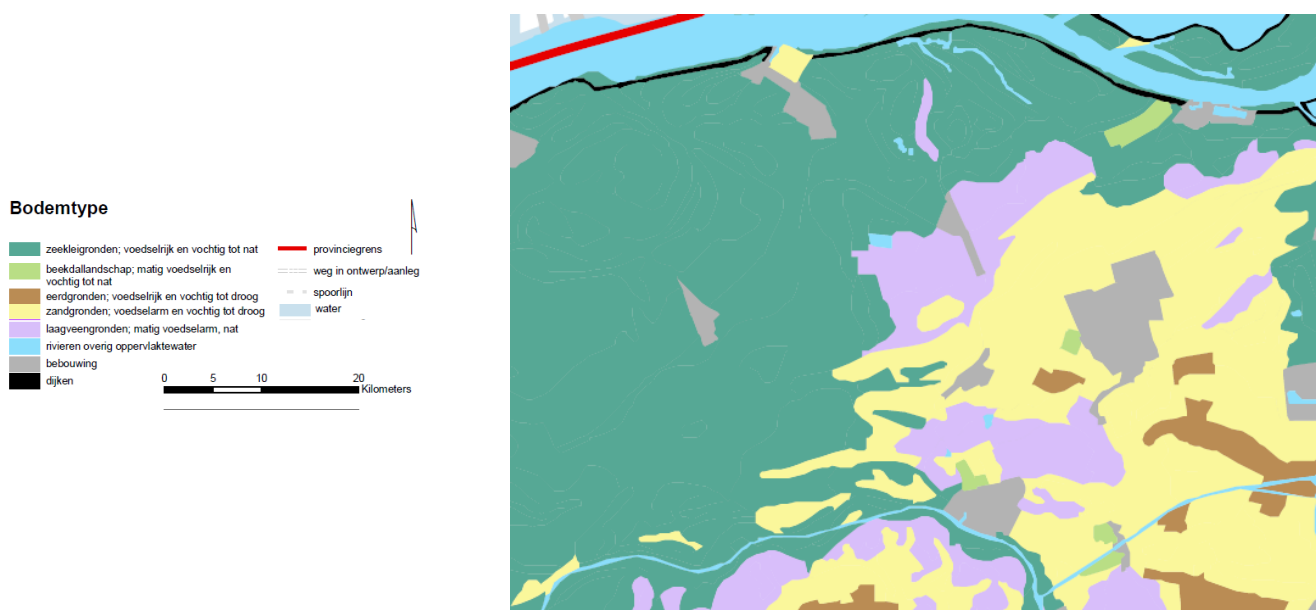 Bodemtype
zeekleigronden; voedselrijk en vochtig tot nat
beekdallandschap; matig voedselrijk en
vochtig tot nat
eerdgronden; voedselrijk en vochtig tot droog
zandgronden; voedselarm en vochtig tot droog
laagveengronden; matig voedselarm, nat
rivieren overig oppervlaktewater
bebouwing
dijken
provinciegrens
weg in ontwerp/aanleg
spoorlijn
water
0 5 10 20
Kilometers